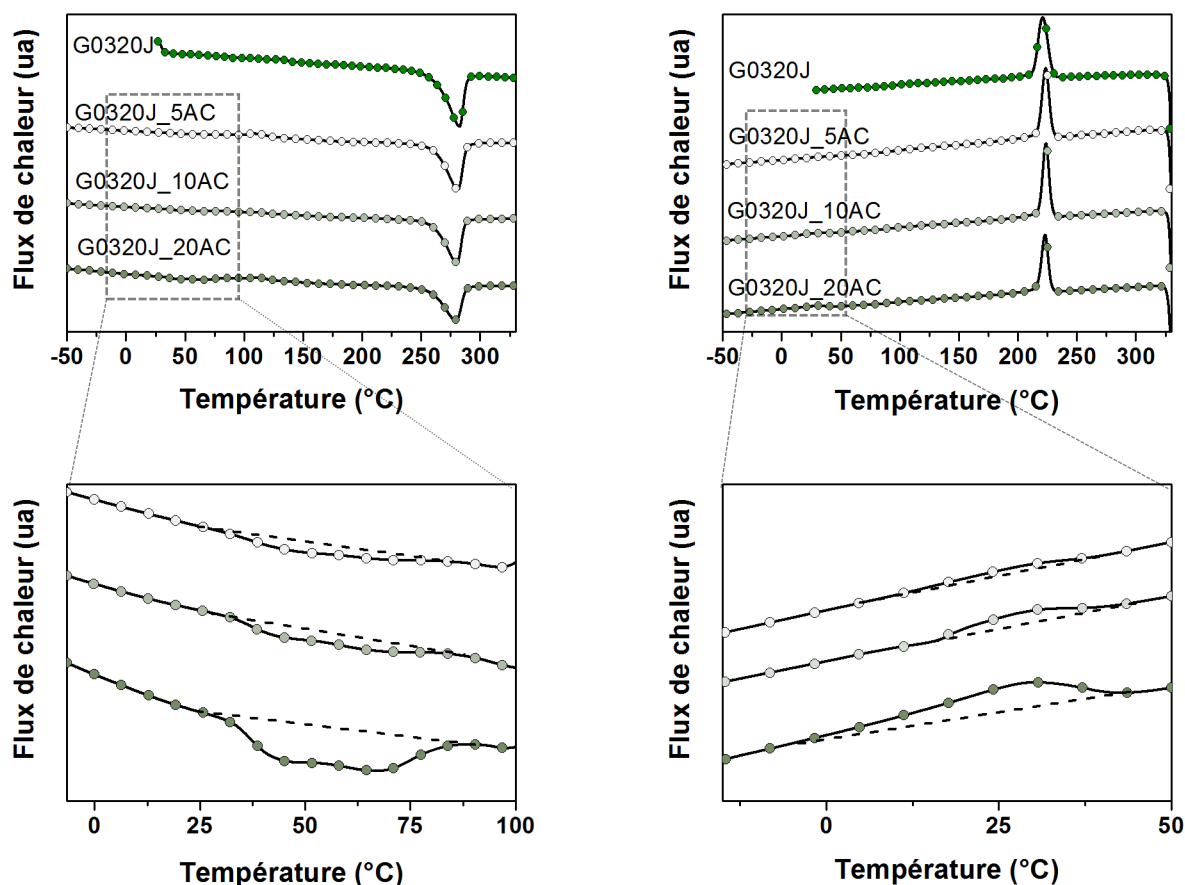 Flux de chaleur (ua)
G0320J
G0320J_5AC
G0320J_10AC
G0320J_20AC
-50 0 50 100 150 200 250 300
Température (°C)
Flux de chaleur (ua)
G0320J
G0320J_5AC
G0320J_10AC
G0320J_20AC
-50 0 50 100 150 200 250 300
Température (°C)
Flux de chaleur (ua)
0 25 50 75 100
Température (°C)
Flux de chaleur (ua)
0 25 50
Température (°C)